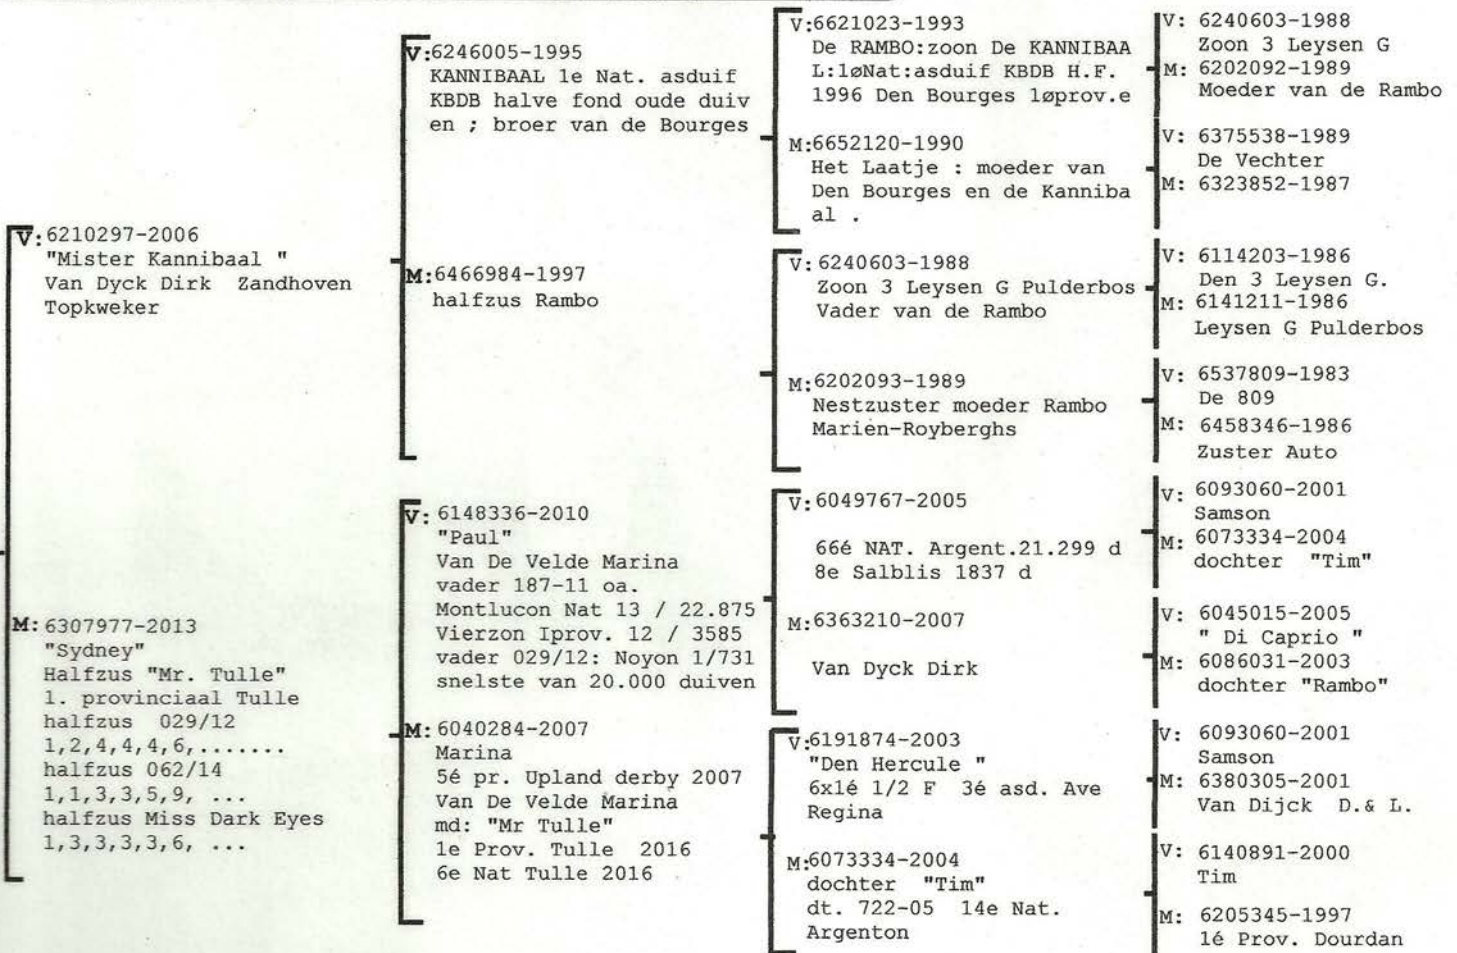 V: 6210297-2006
"Mister Kannibaal "
Van Dyck Dirk Zandhoven
Topkweker
M: 6307977-2013
"Sydney"
Halfzus "Mr. Tulle"
1. provinciaal Tulle
halfzus 029/12
1,2,4,4,4,6,.......
halfzus 062/14
1,1,3,3,5,9, ...
halfzus Miss Dark Eyes
1,3,3,3,3,6, ...
V:6246005-1995
KANNIBAAL 1e Nat. asduif
KBDB halve fond oude duiv
en ; broer van de Bourges
M:6466984-1997
halfzus Rambo
V: 6148336-2010
"Paul"
Van De Velde Marina
vader 187-11 oa.
Montlucon Nat 13 / 22.875
Vierzon Iprov. 12 / 3585
vader 029/12: Noyon 1/731
snelste van 20.000 duiven
M: 6040284-2007
Marina
5é pr. Upland derby 2007
Van De Velde Marina
md: "Mr Tulle"
1e Prov. Tulle 2016
6e Nat Tulle 2016
V:6621023-1993
De RAMBO:zoon De KANNIBAA
L:1øNat:asduif KBDB H.F.
1996 Den Bourges 1øprov.e
M:6652120-1990
Het Laatje : moeder van
Den Bourges en de Kanniba
al .
V: 6240603-1988
Zoon 3 Leysen G Pulderbos
Vader van de Rambo
M:6202093-1989
Nestzuster moeder Rambo
Mariën-Royberghs
V:6049767-2005
66é NAT. Argent.21.299 d
8e Salblis 1837 d
M:6363210-2007
Van Dyck Dirk
V:6191874-2003
"Den Hercule "
6x1é 1/2 F 3é asd. Ave
Regina
M:6073334-2004
dochter "Tim"
dt. 722-05 14e Nat.
Argenton
V: 6240603-1988
Zoon 3 Leysen G
M: 6202092-1989
Moeder van de Rambo
V: 6375538-1989
De Vechter
M: 6323852-1987
V: 6114203-1986
Den 3 Leysen G.
M: 6141211-1986
Leysen G Pulderbos
V: 6537809-1983
De 809
M: 6458346-1986
Zuster Auto
V: 6093060-2001
Samson
M: 6073334-2004
dochter "Tim"
V: 6045015-2005
" Di Caprio "
M: 6086031-2003
dochter "Rambo"
V: 6093060-2001
Samson
M: 6380305-2001
Van Dijck D.& L.
V: 6140891-2000
Tim
M: 6205345-1997
1é Prov. Dourdan